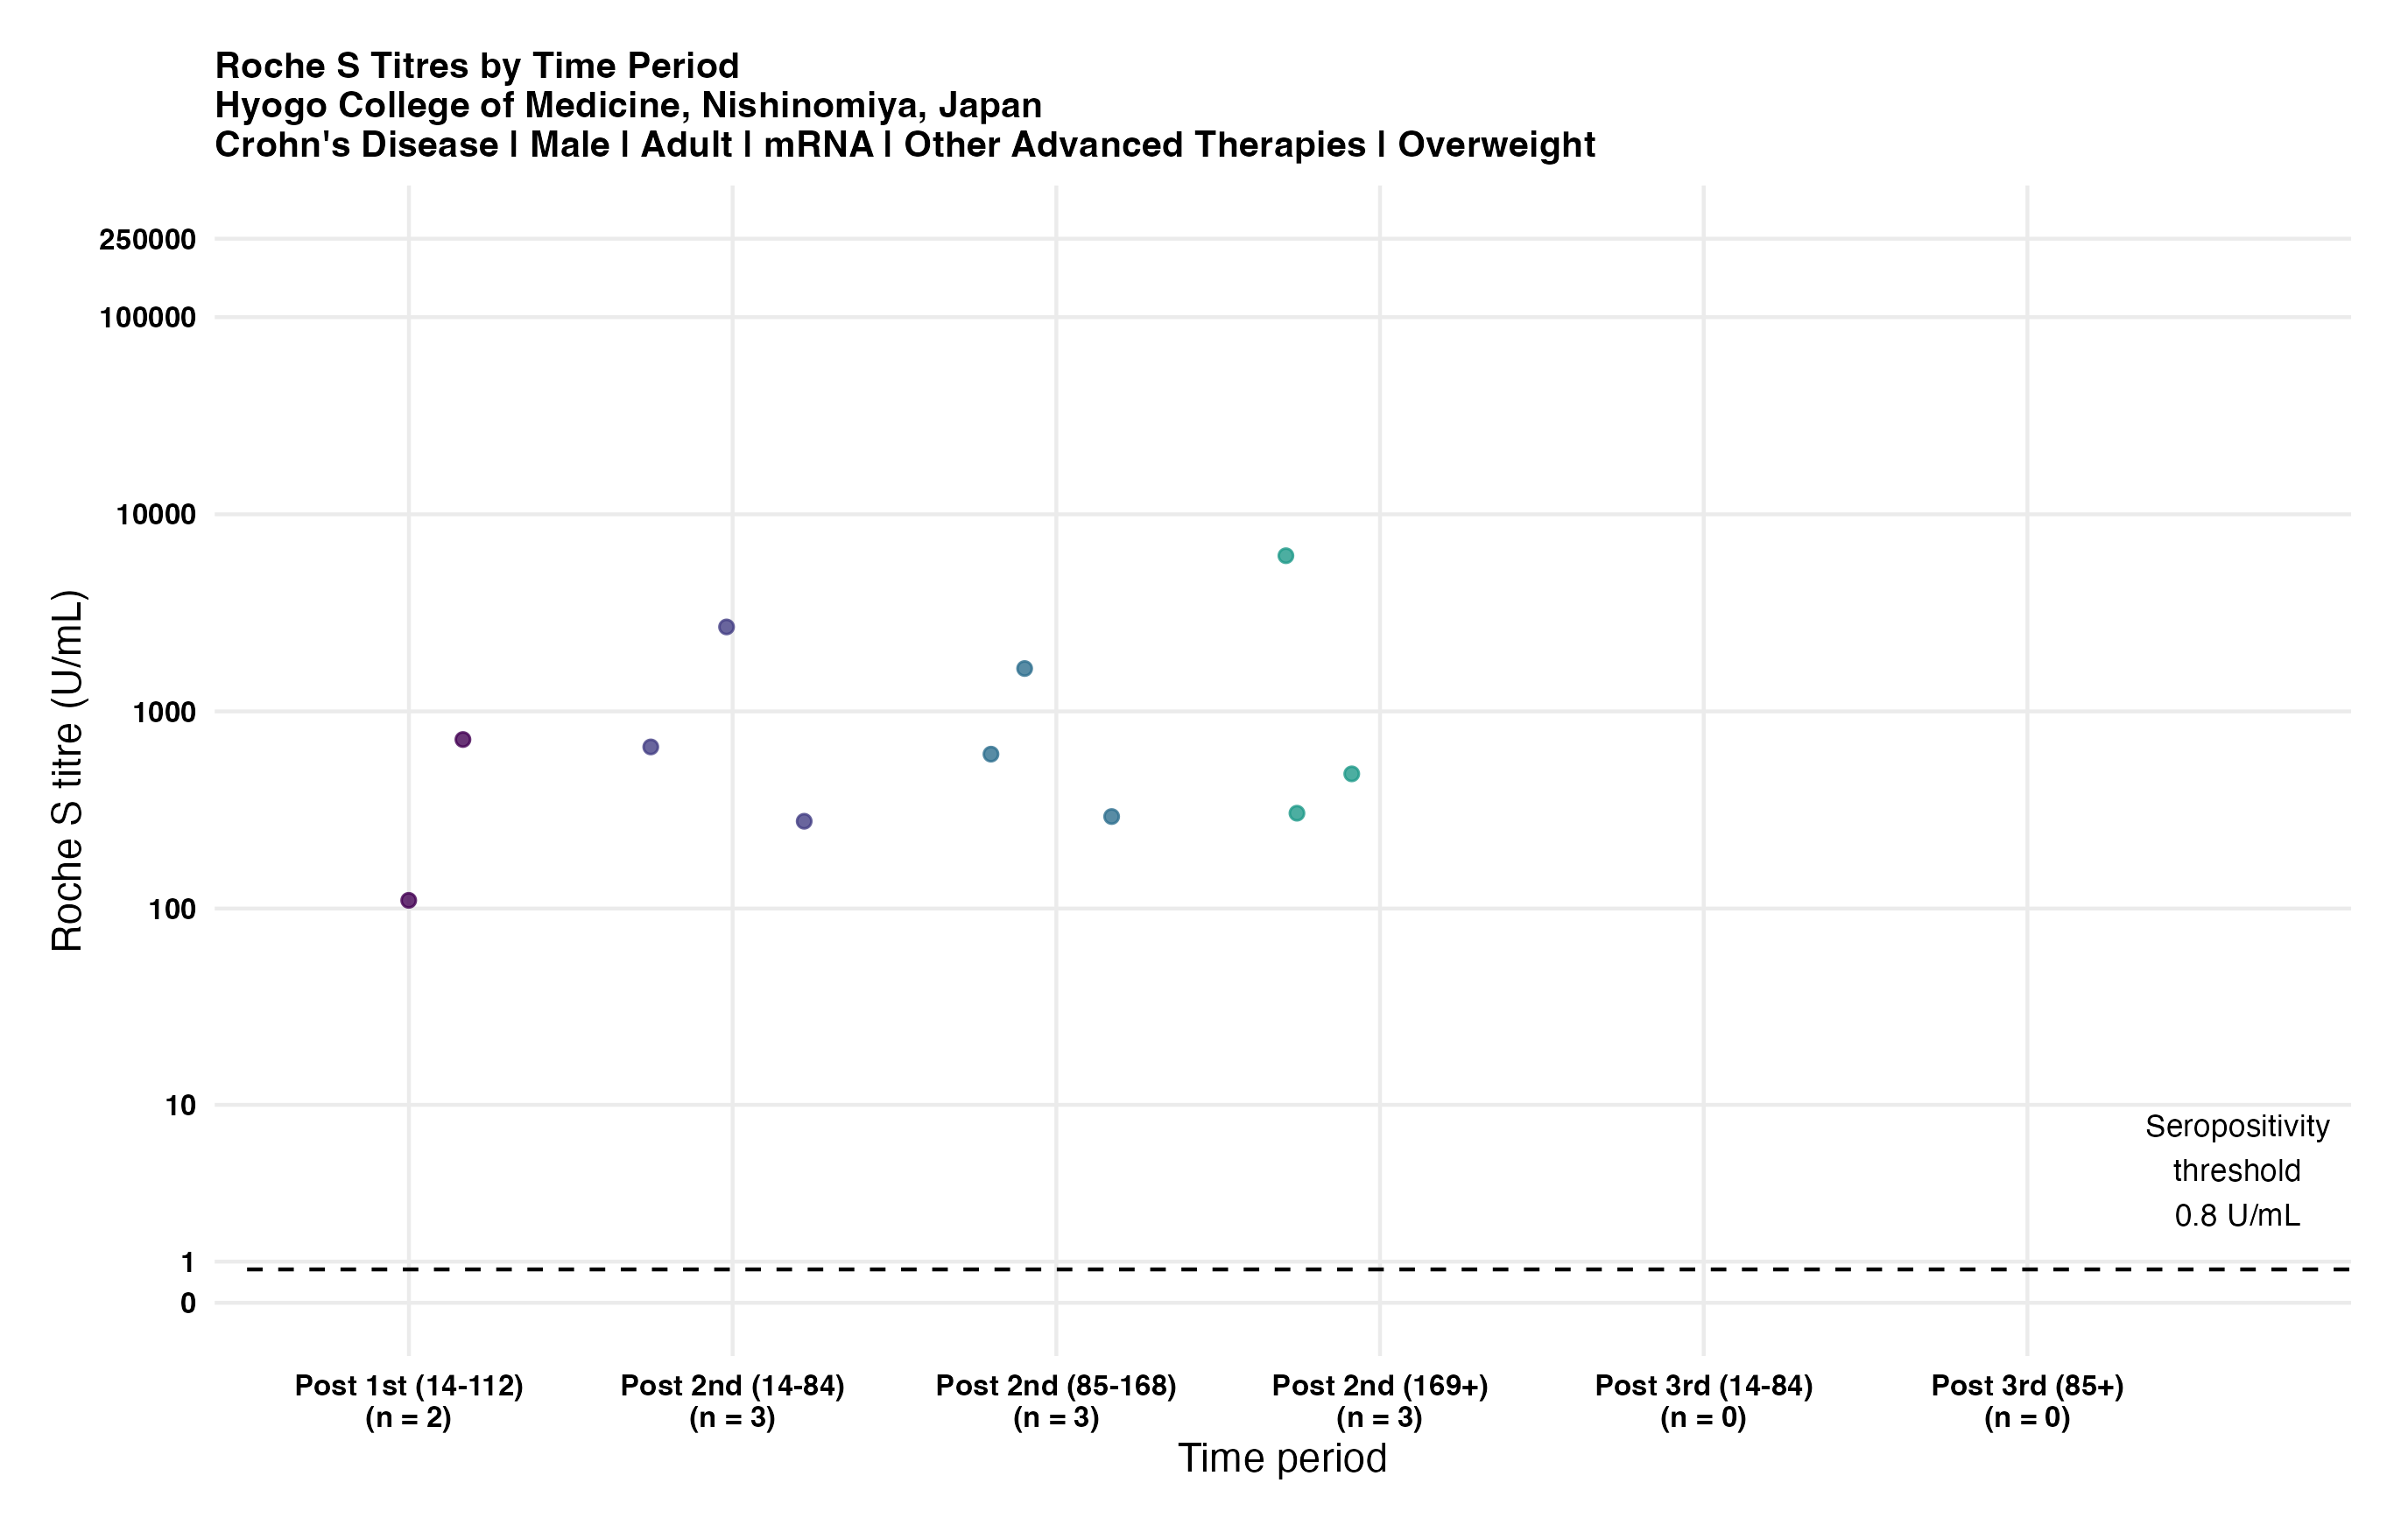 Roche S Titres by Time Period
Hyogo College of Medicine, Nishinomiya, Japan
Crohn's Disease | Male | Adult | mRNA | Other Advanced Therapies | Overweight
250000
100000
10000
1000
100
10
1
0
Roche S titre (U/mL)
Seropositivity
threshold
0.8 U/mL
Post 1st (14-112)
(n = 2)
Post 2nd (14-84)
(n = 3)
Post 2nd (85-168)
(n = 3)
Post 2nd (169+)
(n = 3)
Post 3rd (14-84)
(n = 0)
Post 3rd (85+)
(n = 0)
Time period